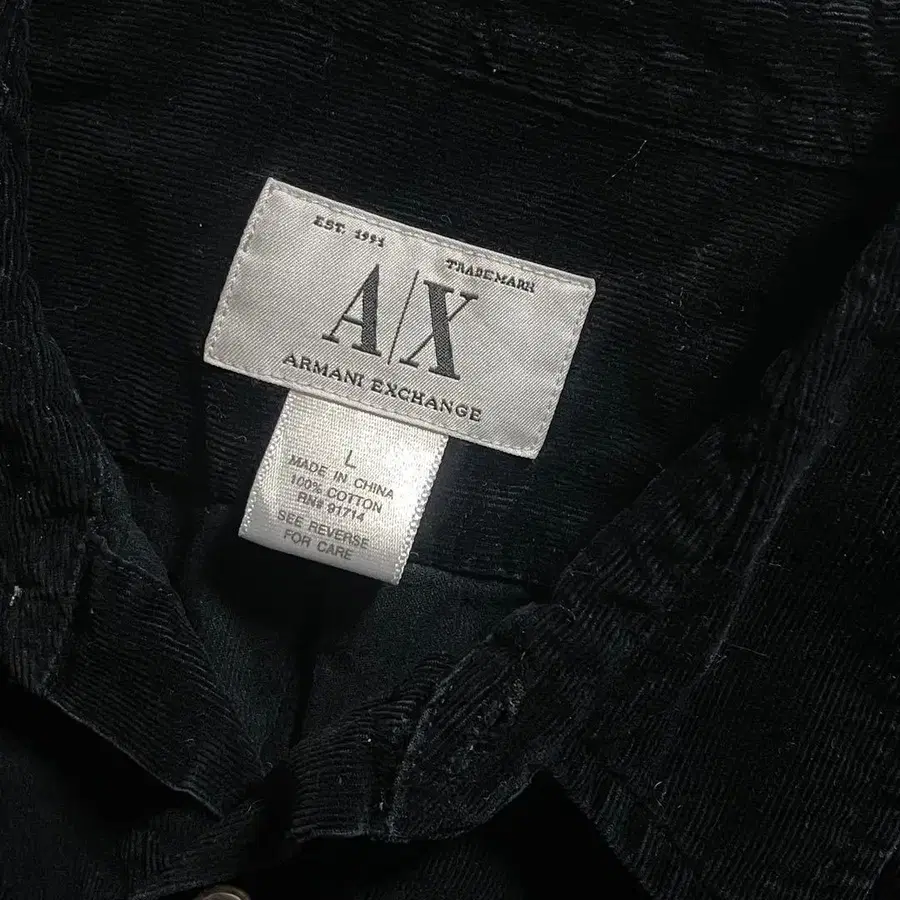 EST. 1991
TRADEMARK
A|X
ARMANI EXCHANGE
L
MADE IN CHINA
100% COTTON
RN# 91714
SEE REVERSE
FOR CARE